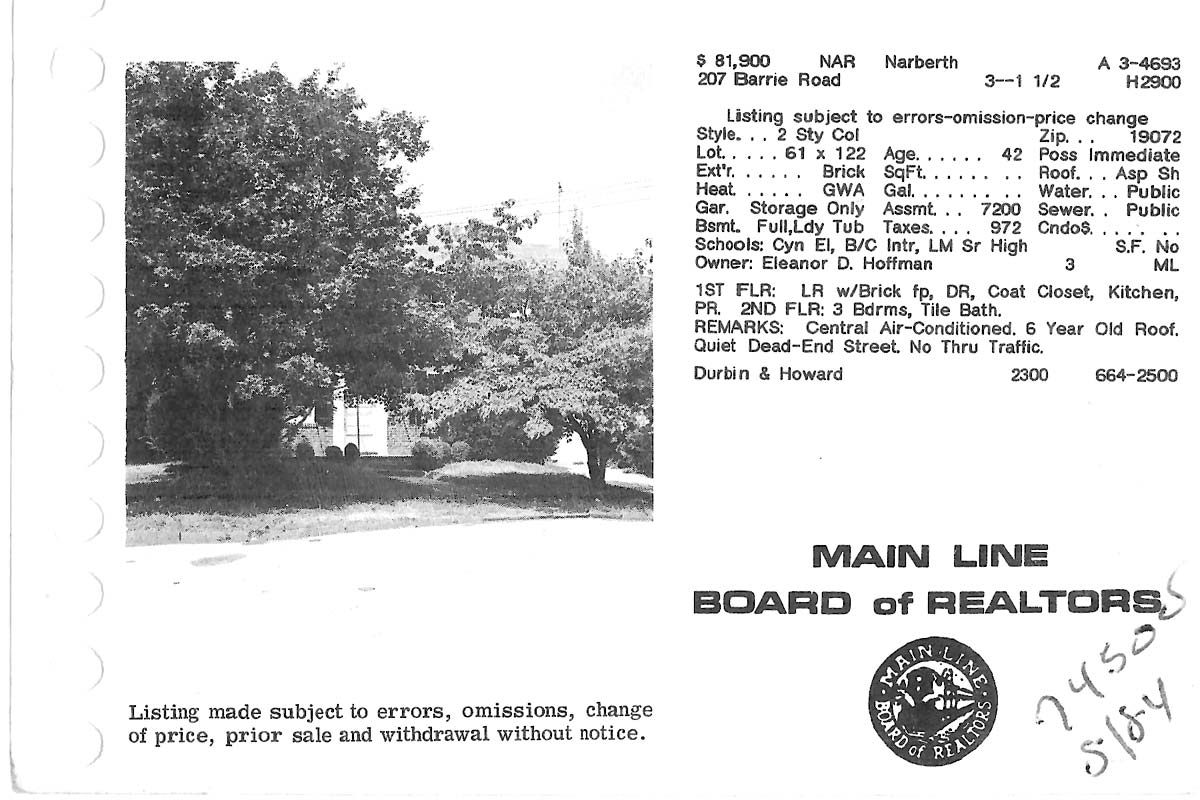 $ 81,900 NAR Narberth A 3-4693
207 Barrie Road 3--1 1/2 H2900
Listing subject to errors-omission-price change
Style. . . 2 Sty Col Zip. . . 19072
Lot. . . . . 61 x 122 Age. . . . . . 42 Poss Immediate
Ext'r. . . . . . Brick SqFt. . . . . . . . Roof. . . Asp Sh
Heat . . . . . GWA Gal. . . . . . . . . Water. . . Public
Gar. Storage Only Assmt. . . 7200 Sewer. . Public
Bsmt. Full,Ldy Tub Taxes. . . . 972 Cndo$. . . . . .
Schools: Cyn El, B/C Intr, LM Sr High S.F. No
Owner: Eleanor D. Hoffman 3 ML
1ST FLR: LR w/Brick fp, DR, Coat Closet, Kitchen,
PR. 2ND FLR: 3 Bdrms, Tile Bath.
REMARKS: Central Air-Conditioned. 6 Year Old Roof.
Quiet Dead-End Street. No Thru Traffic.
Durbin & Howard 2300 664-2500
MAIN LINE
BOARD of REALTORS
MAIN LINE
BOARD of REALTORS
Listing made subject to errors, omissions, change
of price, prior sale and withdrawal without notice.